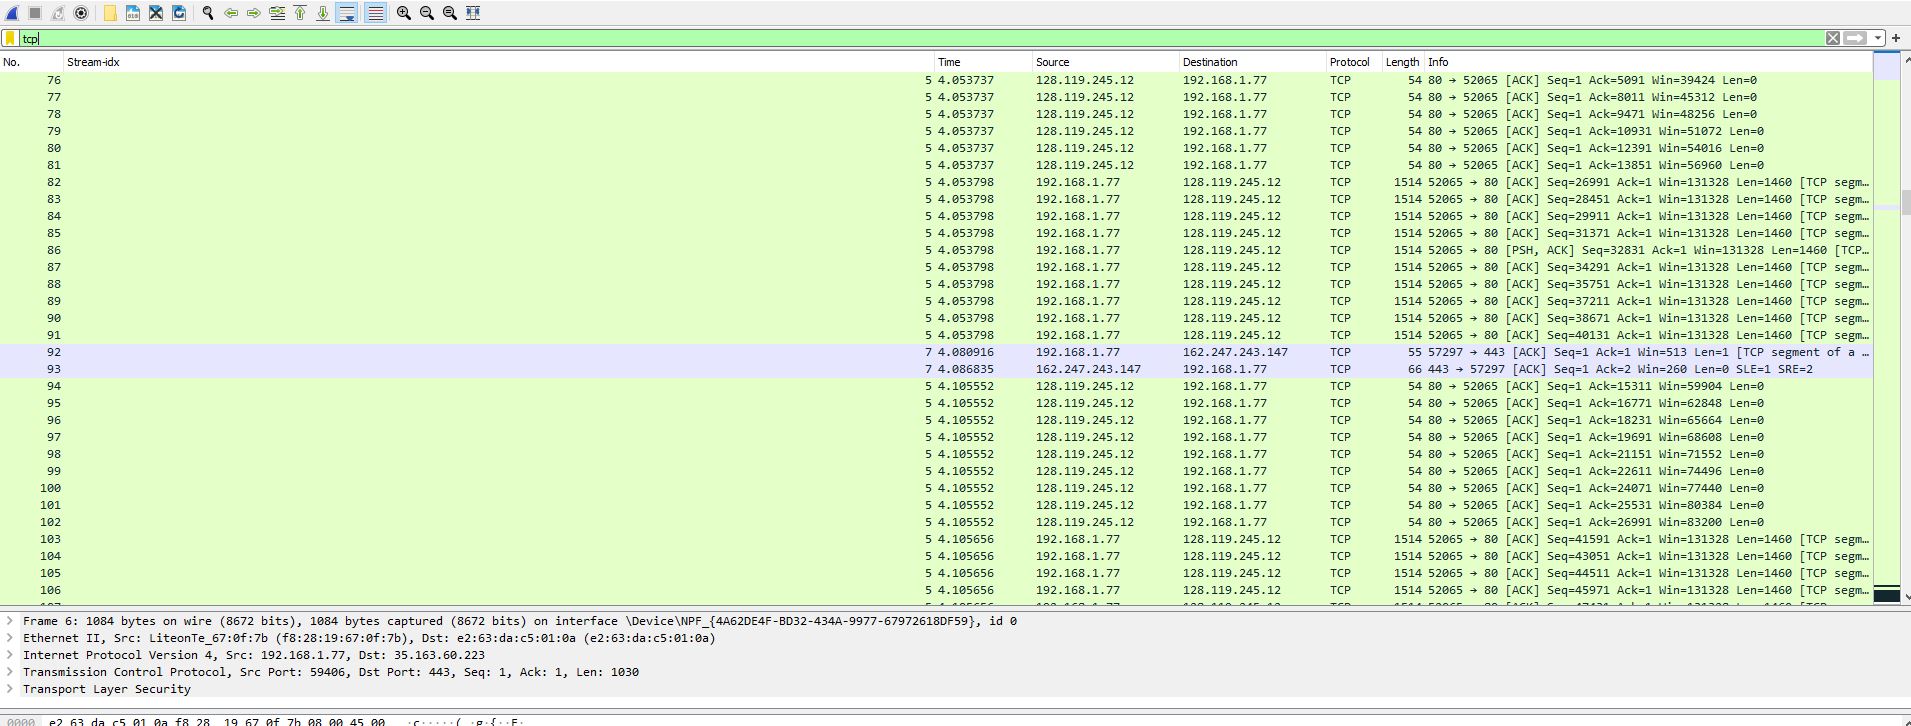 tcp
No. Stream-idx Time Source Destination Protocol Length Info
76 5 4.053737 128.119.245.12 192.168.1.77 TCP 54 80 → 52065 [ACK] Seq=1 Ack=5091 Win=39424 Len=0
77 5 4.053737 128.119.245.12 192.168.1.77 TCP 54 80 → 52065 [ACK] Seq=1 Ack=8011 Win=45312 Len=0
78 5 4.053737 128.119.245.12 192.168.1.77 TCP 54 80 → 52065 [ACK] Seq=1 Ack=9471 Win=48256 Len=0
79 5 4.053737 128.119.245.12 192.168.1.77 TCP 54 80 → 52065 [ACK] Seq=1 Ack=10931 Win=51072 Len=0
80 5 4.053737 128.119.245.12 192.168.1.77 TCP 54 80 → 52065 [ACK] Seq=1 Ack=12391 Win=54016 Len=0
81 5 4.053737 128.119.245.12 192.168.1.77 TCP 54 80 → 52065 [ACK] Seq=1 Ack=13851 Win=56960 Len=0
82 5 4.053798 192.168.1.77 128.119.245.12 TCP 1514 52065 → 80 [ACK] Seq=26991 Ack=1 Win=131328 Len=1460 [TCP segm…
83 5 4.053798 192.168.1.77 128.119.245.12 TCP 1514 52065 → 80 [ACK] Seq=28451 Ack=1 Win=131328 Len=1460 [TCP segm…
84 5 4.053798 192.168.1.77 128.119.245.12 TCP 1514 52065 → 80 [ACK] Seq=29911 Ack=1 Win=131328 Len=1460 [TCP segm…
85 5 4.053798 192.168.1.77 128.119.245.12 TCP 1514 52065 → 80 [ACK] Seq=31371 Ack=1 Win=131328 Len=1460 [TCP segm…
86 5 4.053798 192.168.1.77 128.119.245.12 TCP 1514 52065 → 80 [PSH, ACK] Seq=32831 Ack=1 Win=131328 Len=1460 [TCP…
87 5 4.053798 192.168.1.77 128.119.245.12 TCP 1514 52065 → 80 [ACK] Seq=34291 Ack=1 Win=131328 Len=1460 [TCP segm…
88 5 4.053798 192.168.1.77 128.119.245.12 TCP 1514 52065 → 80 [ACK] Seq=35751 Ack=1 Win=131328 Len=1460 [TCP segm…
89 5 4.053798 192.168.1.77 128.119.245.12 TCP 1514 52065 → 80 [ACK] Seq=37211 Ack=1 Win=131328 Len=1460 [TCP segm…
90 5 4.053798 192.168.1.77 128.119.245.12 TCP 1514 52065 → 80 [ACK] Seq=38671 Ack=1 Win=131328 Len=1460 [TCP segm…
91 5 4.053798 192.168.1.77 128.119.245.12 TCP 1514 52065 → 80 [ACK] Seq=40131 Ack=1 Win=131328 Len=1460 [TCP segm…
92 7 4.080916 192.168.1.77 162.247.243.147 TCP 55 57297 → 443 [ACK] Seq=1 Ack=1 Win=513 Len=1 [TCP segment of a …
93 7 4.086835 162.247.243.147 192.168.1.77 TCP 66 443 → 57297 [ACK] Seq=1 Ack=2 Win=260 Len=0 SLE=1 SRE=2
94 5 4.105552 128.119.245.12 192.168.1.77 TCP 54 80 → 52065 [ACK] Seq=1 Ack=15311 Win=59904 Len=0
95 5 4.105552 128.119.245.12 192.168.1.77 TCP 54 80 → 52065 [ACK] Seq=1 Ack=16771 Win=62848 Len=0
96 5 4.105552 128.119.245.12 192.168.1.77 TCP 54 80 → 52065 [ACK] Seq=1 Ack=18231 Win=65664 Len=0
97 5 4.105552 128.119.245.12 192.168.1.77 TCP 54 80 → 52065 [ACK] Seq=1 Ack=19691 Win=68608 Len=0
98 5 4.105552 128.119.245.12 192.168.1.77 TCP 54 80 → 52065 [ACK] Seq=1 Ack=21151 Win=71552 Len=0
99 5 4.105552 128.119.245.12 192.168.1.77 TCP 54 80 → 52065 [ACK] Seq=1 Ack=22611 Win=74496 Len=0
100 5 4.105552 128.119.245.12 192.168.1.77 TCP 54 80 → 52065 [ACK] Seq=1 Ack=24071 Win=77440 Len=0
101 5 4.105552 128.119.245.12 192.168.1.77 TCP 54 80 → 52065 [ACK] Seq=1 Ack=25531 Win=80384 Len=0
102 5 4.105552 128.119.245.12 192.168.1.77 TCP 54 80 → 52065 [ACK] Seq=1 Ack=26991 Win=83200 Len=0
103 5 4.105656 192.168.1.77 128.119.245.12 TCP 1514 52065 → 80 [ACK] Seq=41591 Ack=1 Win=131328 Len=1460 [TCP segm…
104 5 4.105656 192.168.1.77 128.119.245.12 TCP 1514 52065 → 80 [ACK] Seq=43051 Ack=1 Win=131328 Len=1460 [TCP segm…
105 5 4.105656 192.168.1.77 128.119.245.12 TCP 1514 52065 → 80 [ACK] Seq=44511 Ack=1 Win=131328 Len=1460 [TCP segm…
106 5 4.105656 192.168.1.77 128.119.245.12 TCP 1514 52065 → 80 [ACK] Seq=45971 Ack=1 Win=131328 Len=1460 [TCP segm…
Frame 6: 1084 bytes on wire (8672 bits), 1084 bytes captured (8672 bits) on interface \Device\NPF_{4A62DE4F-BD32-434A-9977-67972618DF59}, id 0
Ethernet II, Src: LiteonTe_67:0f:7b (f8:28:19:67:0f:7b), Dst: e2:63:da:c5:01:0a (e2:63:da:c5:01:0a)
Internet Protocol Version 4, Src: 192.168.1.77, Dst: 35.163.60.223
Transmission Control Protocol, Src Port: 59406, Dst Port: 443, Seq: 1, Ack: 1, Len: 1030
Transport Layer Security
0000 e2 63 da c5 01 0a f8 28 19 67 0f 7b 08 00 45 00 ·c·····( ·g·{··E·